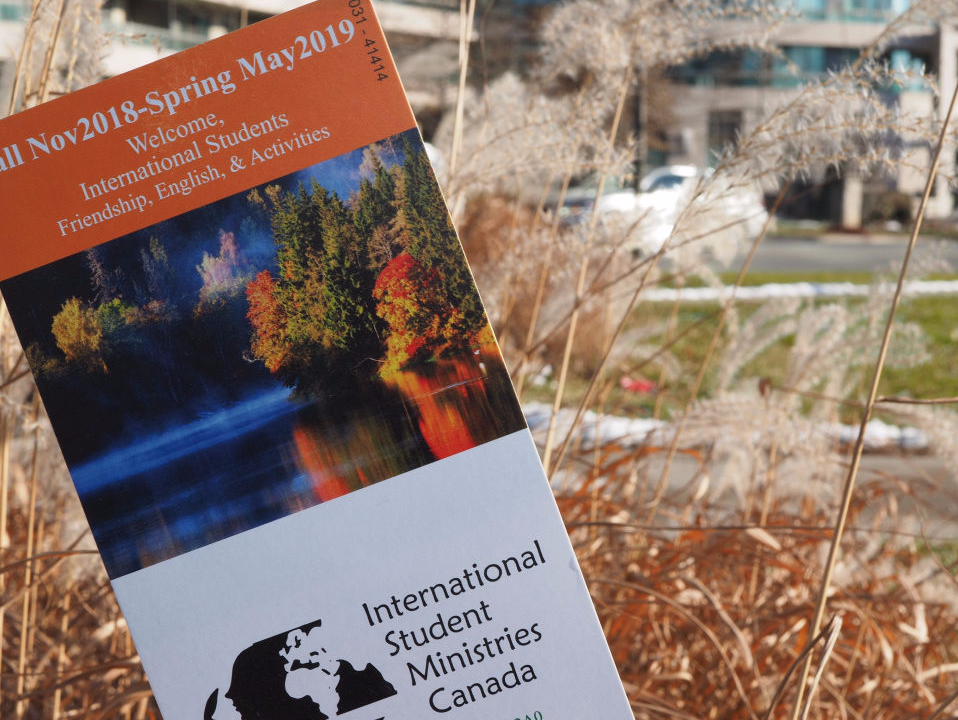 all Nov2018-Spring May2019
Welcome,
International Students
Friendship, English, & Activities
031 - 41414
International
Student
Ministries
Canada